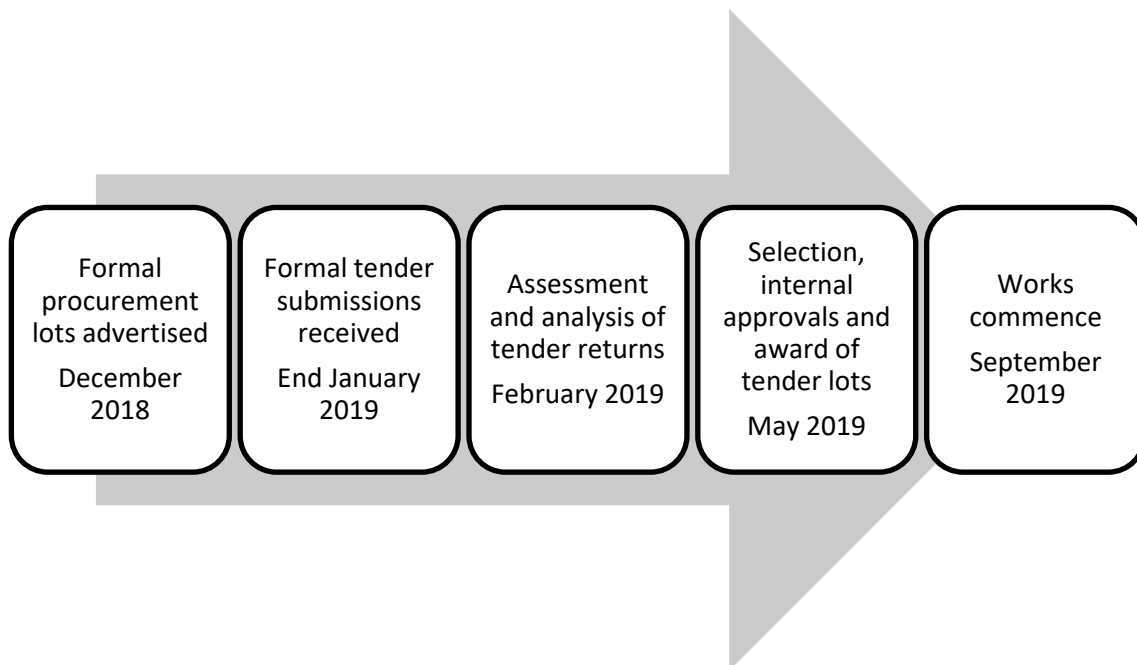 Formal
procurement
lots advertised
December
2018
Formal tender
submissions
received
End January
2019
Assessment
and analysis of
tender returns
February 2019
Selection,
internal
approvals and
award of
tender lots
May 2019
Works
commence
September
2019